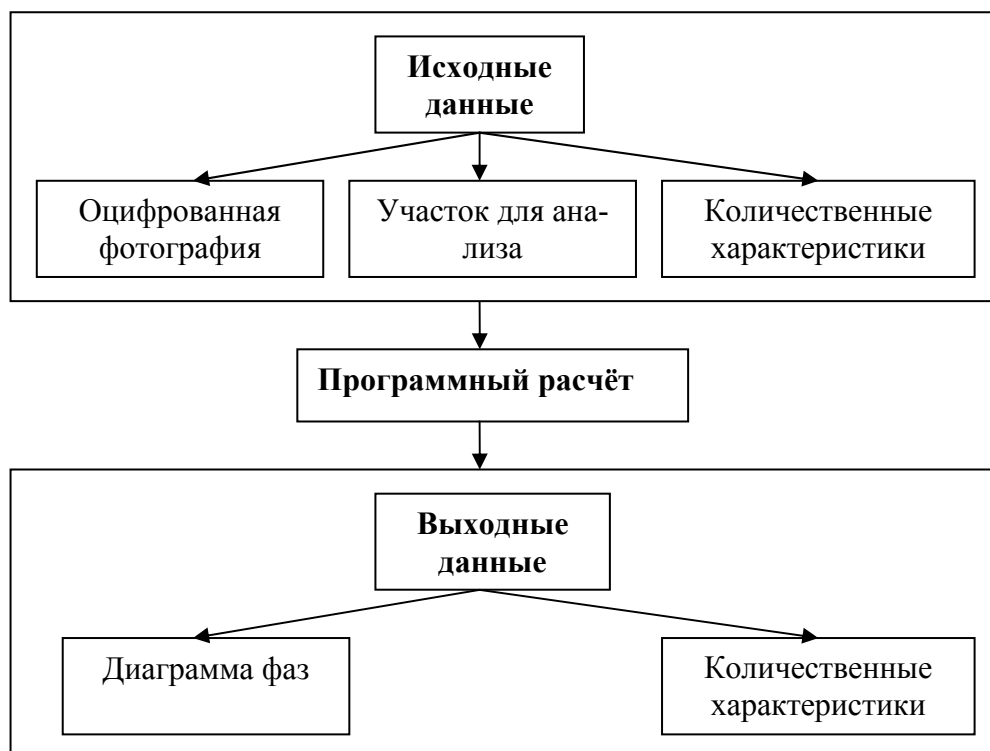 Исходные
данные
Оцифрованная
фотография
Участок для ана-
лиза
Количественные
характеристики
Программный расчёт
Выходные
данные
Диаграмма фаз
Количественные
характеристики